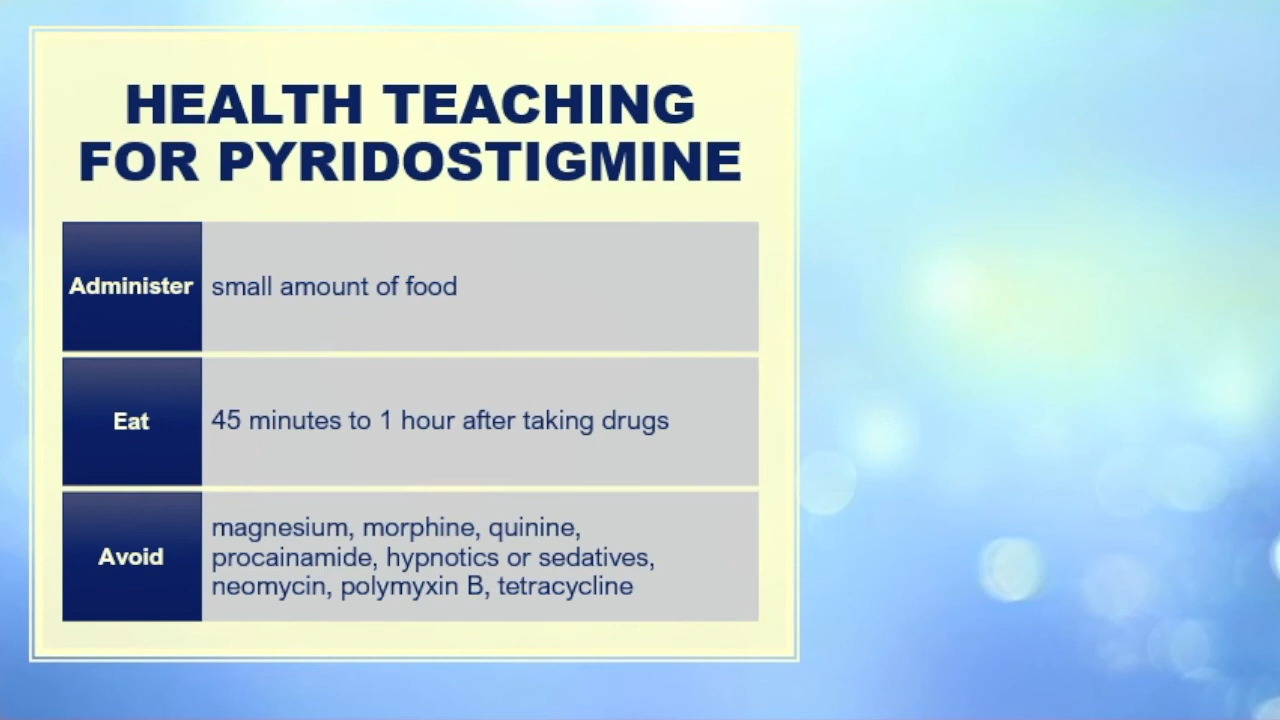 HEALTH TEACHING
FOR PYRIDOSTIGMINE
Administer
small amount of food
Eat
45 minutes to 1 hour after taking drugs
Avoid
magnesium, morphine, quinine,
procainamide, hypnotics or sedatives,
neomycin, polymyxin B, tetracycline